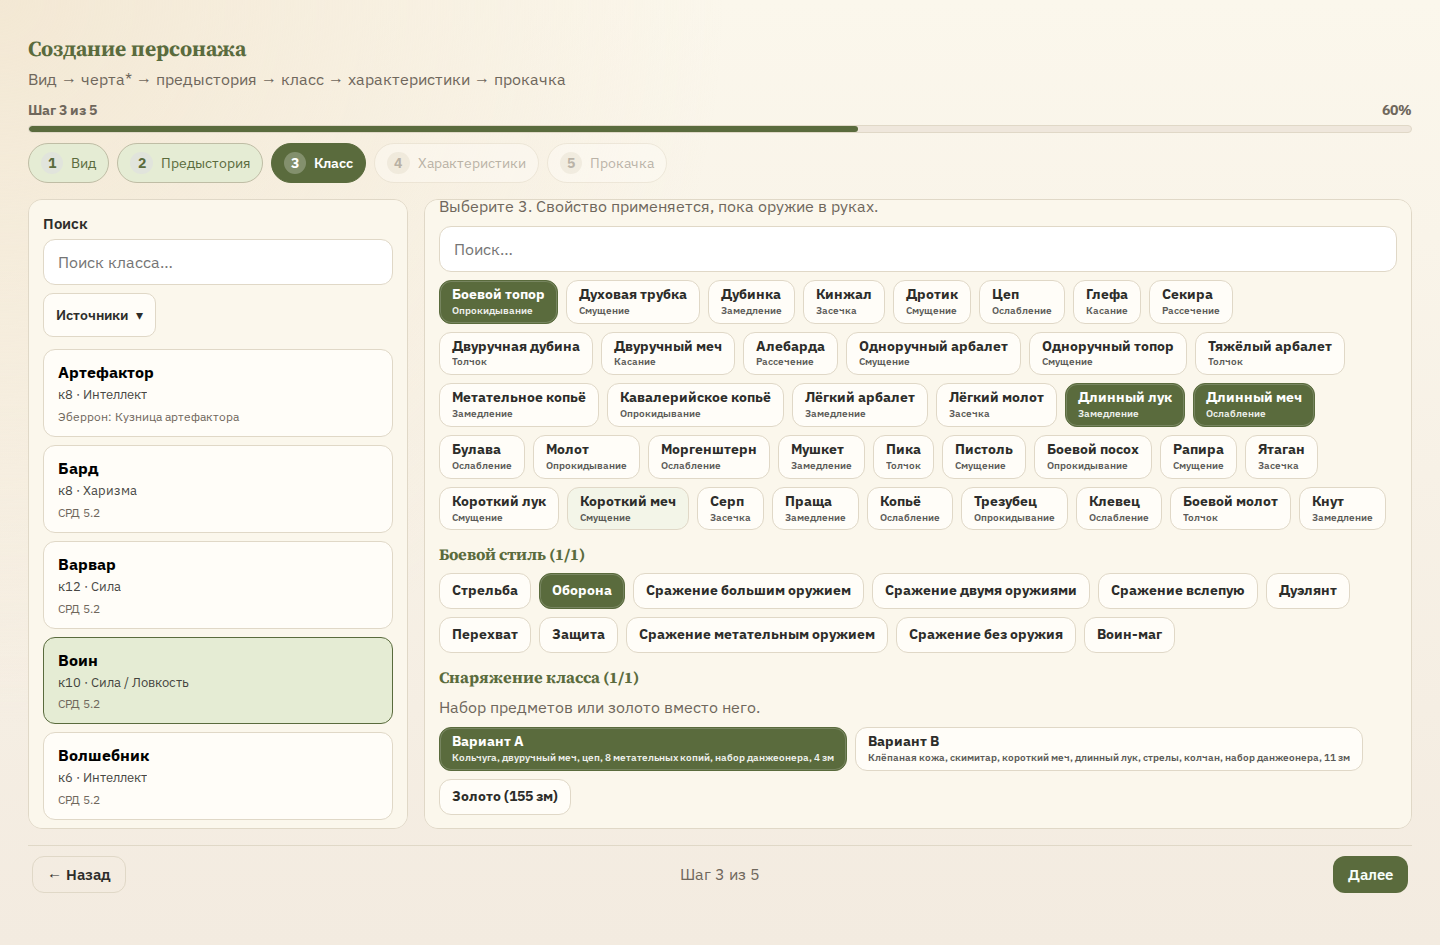 Создание персонажа
Вид → черта* → предыстория → класс → характеристики → прокачка
Шаг 3 из 5
60%
1 Вид
2 Предыстория
3 Класс
4 Характеристики
5 Прокачка
Поиск
Поиск класса...
Источники ▾
Артефактор
к8 · Интеллект
Эберрон: Кузница артефактора
Бард
к8 · Харизма
СРД 5.2
Варвар
к12 · Сила
СРД 5.2
Воин
к10 · Сила / Ловкость
СРД 5.2
Волшебник
к6 · Интеллект
СРД 5.2
Выберите 3. Свойство применяется, пока оружие в руках.
Поиск...
Боевой топор
Опрокидывание
Духовая трубка
Смущение
Дубинка
Замедление
Кинжал
Засечка
Дротик
Смущение
Цеп
Ослабление
Глефа
Касание
Секира
Рассечение
Двуручная дубина
Толчок
Двуручный меч
Касание
Алебарда
Рассечение
Одноручный арбалет
Смущение
Одноручный топор
Смущение
Тяжёлый арбалет
Толчок
Метательное копьё
Замедление
Кавалерийское копьё
Опрокидывание
Лёгкий арбалет
Замедление
Лёгкий молот
Засечка
Длинный лук
Замедление
Длинный меч
Ослабление
Булава
Ослабление
Молот
Опрокидывание
Моргенштерн
Ослабление
Мушкет
Замедление
Пика
Толчок
Пистоль
Смущение
Боевой посох
Опрокидывание
Рапира
Смущение
Ятаган
Засечка
Короткий лук
Смущение
Короткий меч
Смущение
Серп
Засечка
Праща
Замедление
Копьё
Ослабление
Трезубец
Опрокидывание
Клевец
Ослабление
Боевой молот
Толчок
Кнут
Замедление
Боевой стиль (1/1)
Стрельба
Оборона
Сражение большим оружием
Сражение двумя оружиями
Сражение вслепую
Дуэлянт
Перехват
Защита
Сражение метательным оружием
Сражение без оружия
Воин-маг
Снаряжение класса (1/1)
Набор предметов или золото вместо него.
Вариант A
Кольчуга, двуручный меч, цеп, 8 метательных копий, набор данжеонера, 4 зм
Вариант B
Клёпаная кожа, скимитар, короткий меч, длинный лук, стрелы, колчан, набор данжеонера, 11 зм
Золото (155 зм)
← Назад
Шаг 3 из 5
Далее